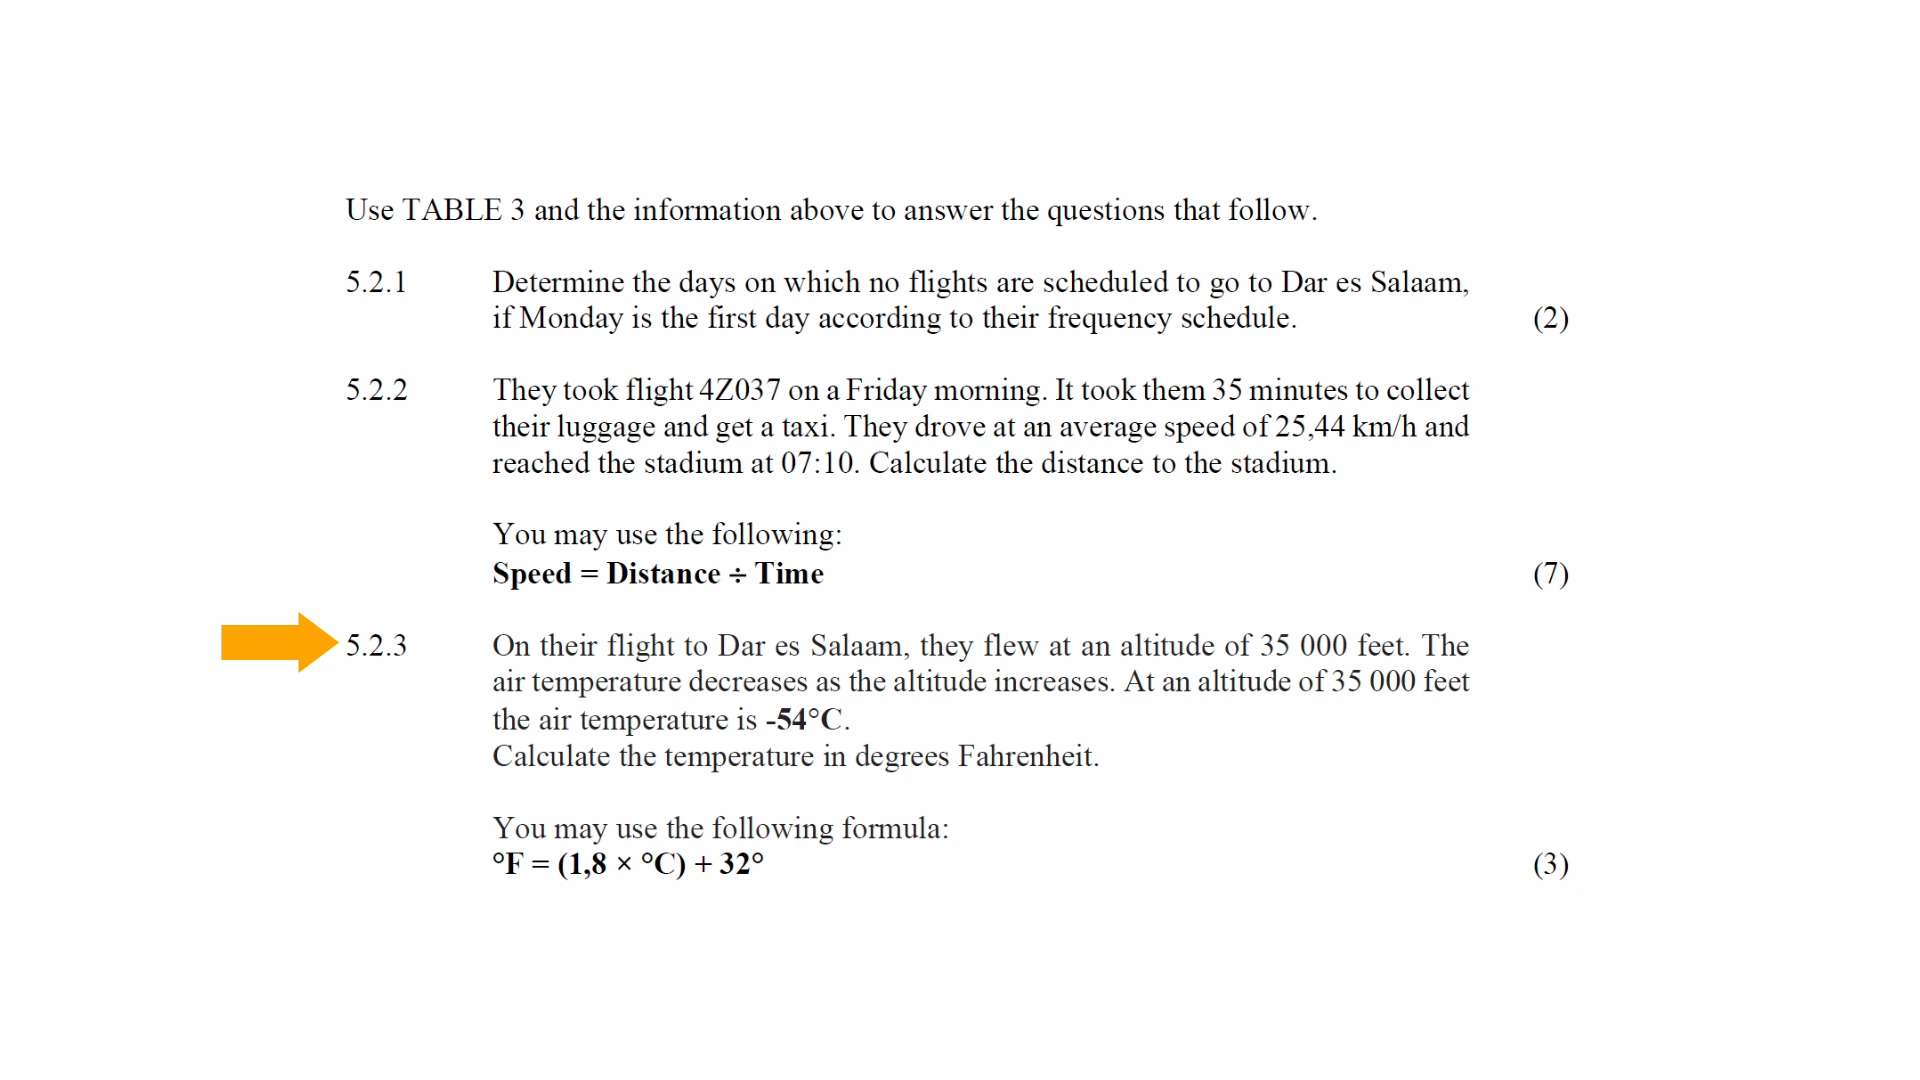 Use TABLE 3 and the information above to answer the questions that follow.
5.2.1 Determine the days on which no flights are scheduled to go to Dar es Salaam,
if Monday is the first day according to their frequency schedule. (2)
5.2.2 They took flight 4Z037 on a Friday morning. It took them 35 minutes to collect
their luggage and get a taxi. They drove at an average speed of 25,44 km/h and
reached the stadium at 07:10. Calculate the distance to the stadium.
You may use the following:
Speed = Distance ÷ Time (7)
5.2.3 On their flight to Dar es Salaam, they flew at an altitude of 35 000 feet. The
air temperature decreases as the altitude increases. At an altitude of 35 000 feet
the air temperature is -54°C.
Calculate the temperature in degrees Fahrenheit.
You may use the following formula:
°F = (1,8 × °C) + 32° (3)